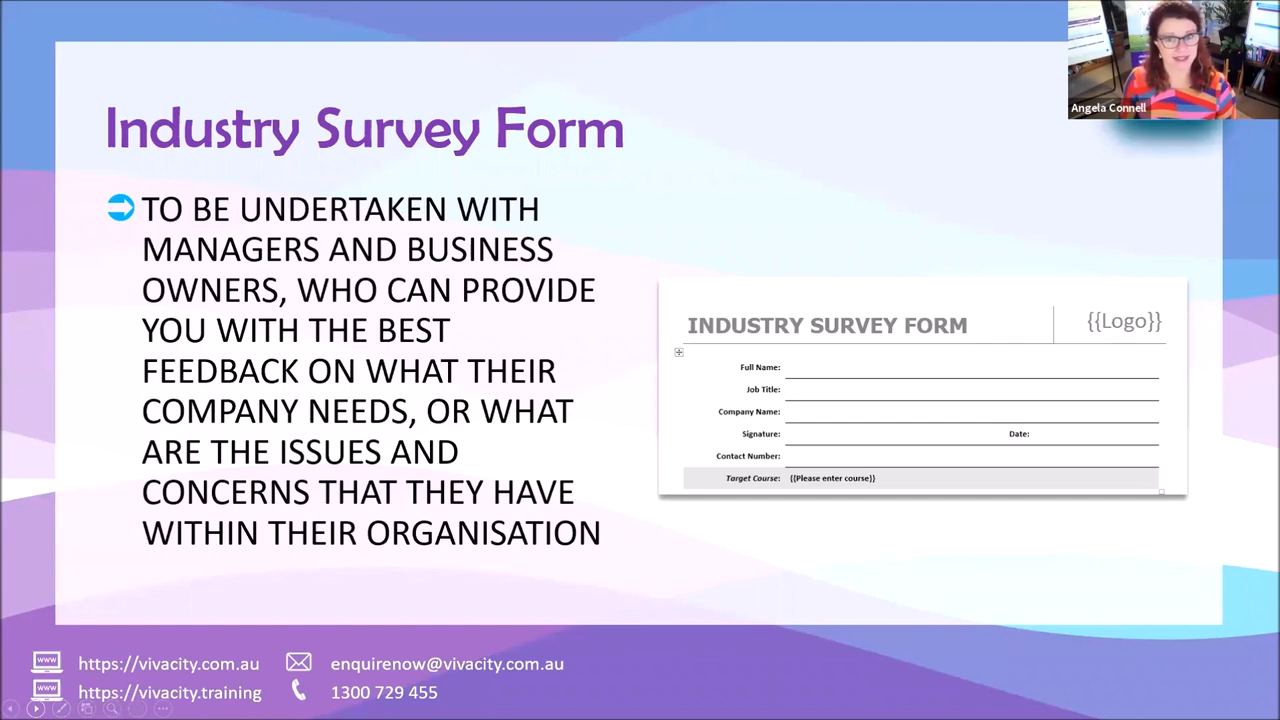 Angela Connell
Industry Survey Form
TO BE UNDERTAKEN WITH
MANAGERS AND BUSINESS
OWNERS, WHO CAN PROVIDE
YOU WITH THE BEST
FEEDBACK ON WHAT THEIR
COMPANY NEEDS, OR WHAT
ARE THE ISSUES AND
CONCERNS THAT THEY HAVE
WITHIN THEIR ORGANISATION
INDUSTRY SURVEY FORM
{{Logo}}
Full Name:
Job Title:
Company Name:
Signature: Date:
Contact Number:
Target Course: {{Please enter course}}
www https://vivacity.com.au enquirenow@vivacity.com.au
www https://vivacity.training 1300 729 455